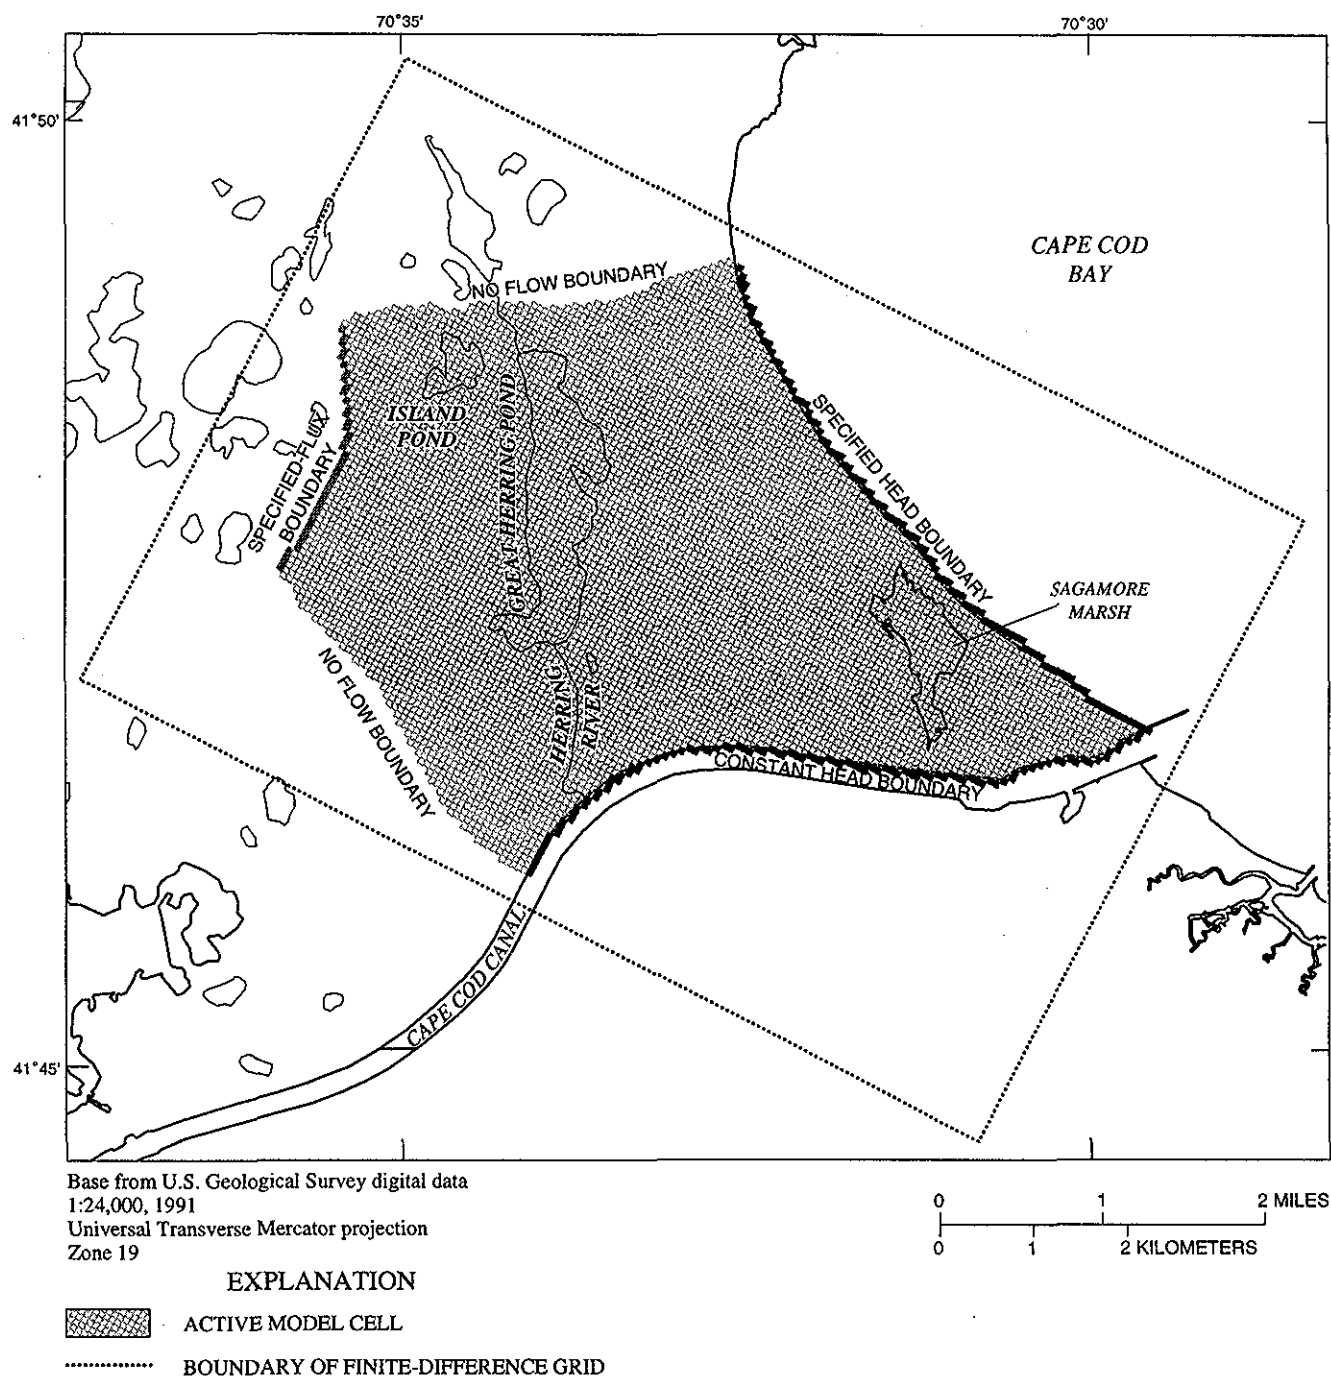 70°35'
70°30'
41°50'
CAPE COD
BAY
NO FLOW BOUNDARY
ISLAND
POND
GREAT HERRING POND
SPECIFIED-FLUX
BOUNDARY
SPECIFIED HEAD BOUNDARY
SAGAMORE
MARSH
NO FLOW BOUNDARY
HERRING
RIVER
CONSTANT HEAD BOUNDARY
CAPE COD CANAL
41°45'
Base from U.S. Geological Survey digital data
1:24,000, 1991
Universal Transverse Mercator projection
Zone 19
0 1 2 MILES
0 1 2 KILOMETERS
EXPLANATION
ACTIVE MODEL CELL
BOUNDARY OF FINITE-DIFFERENCE GRID